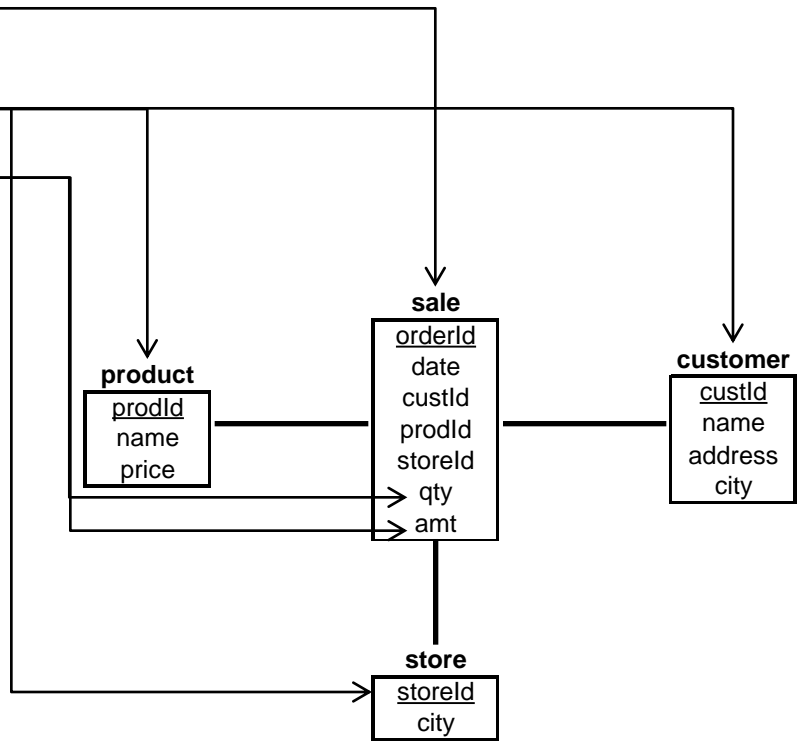 sale
orderId
date
custId
prodId
storeId
qty
amt
product
prodId
name
price
customer
custId
name
address
city
store
storeId
city